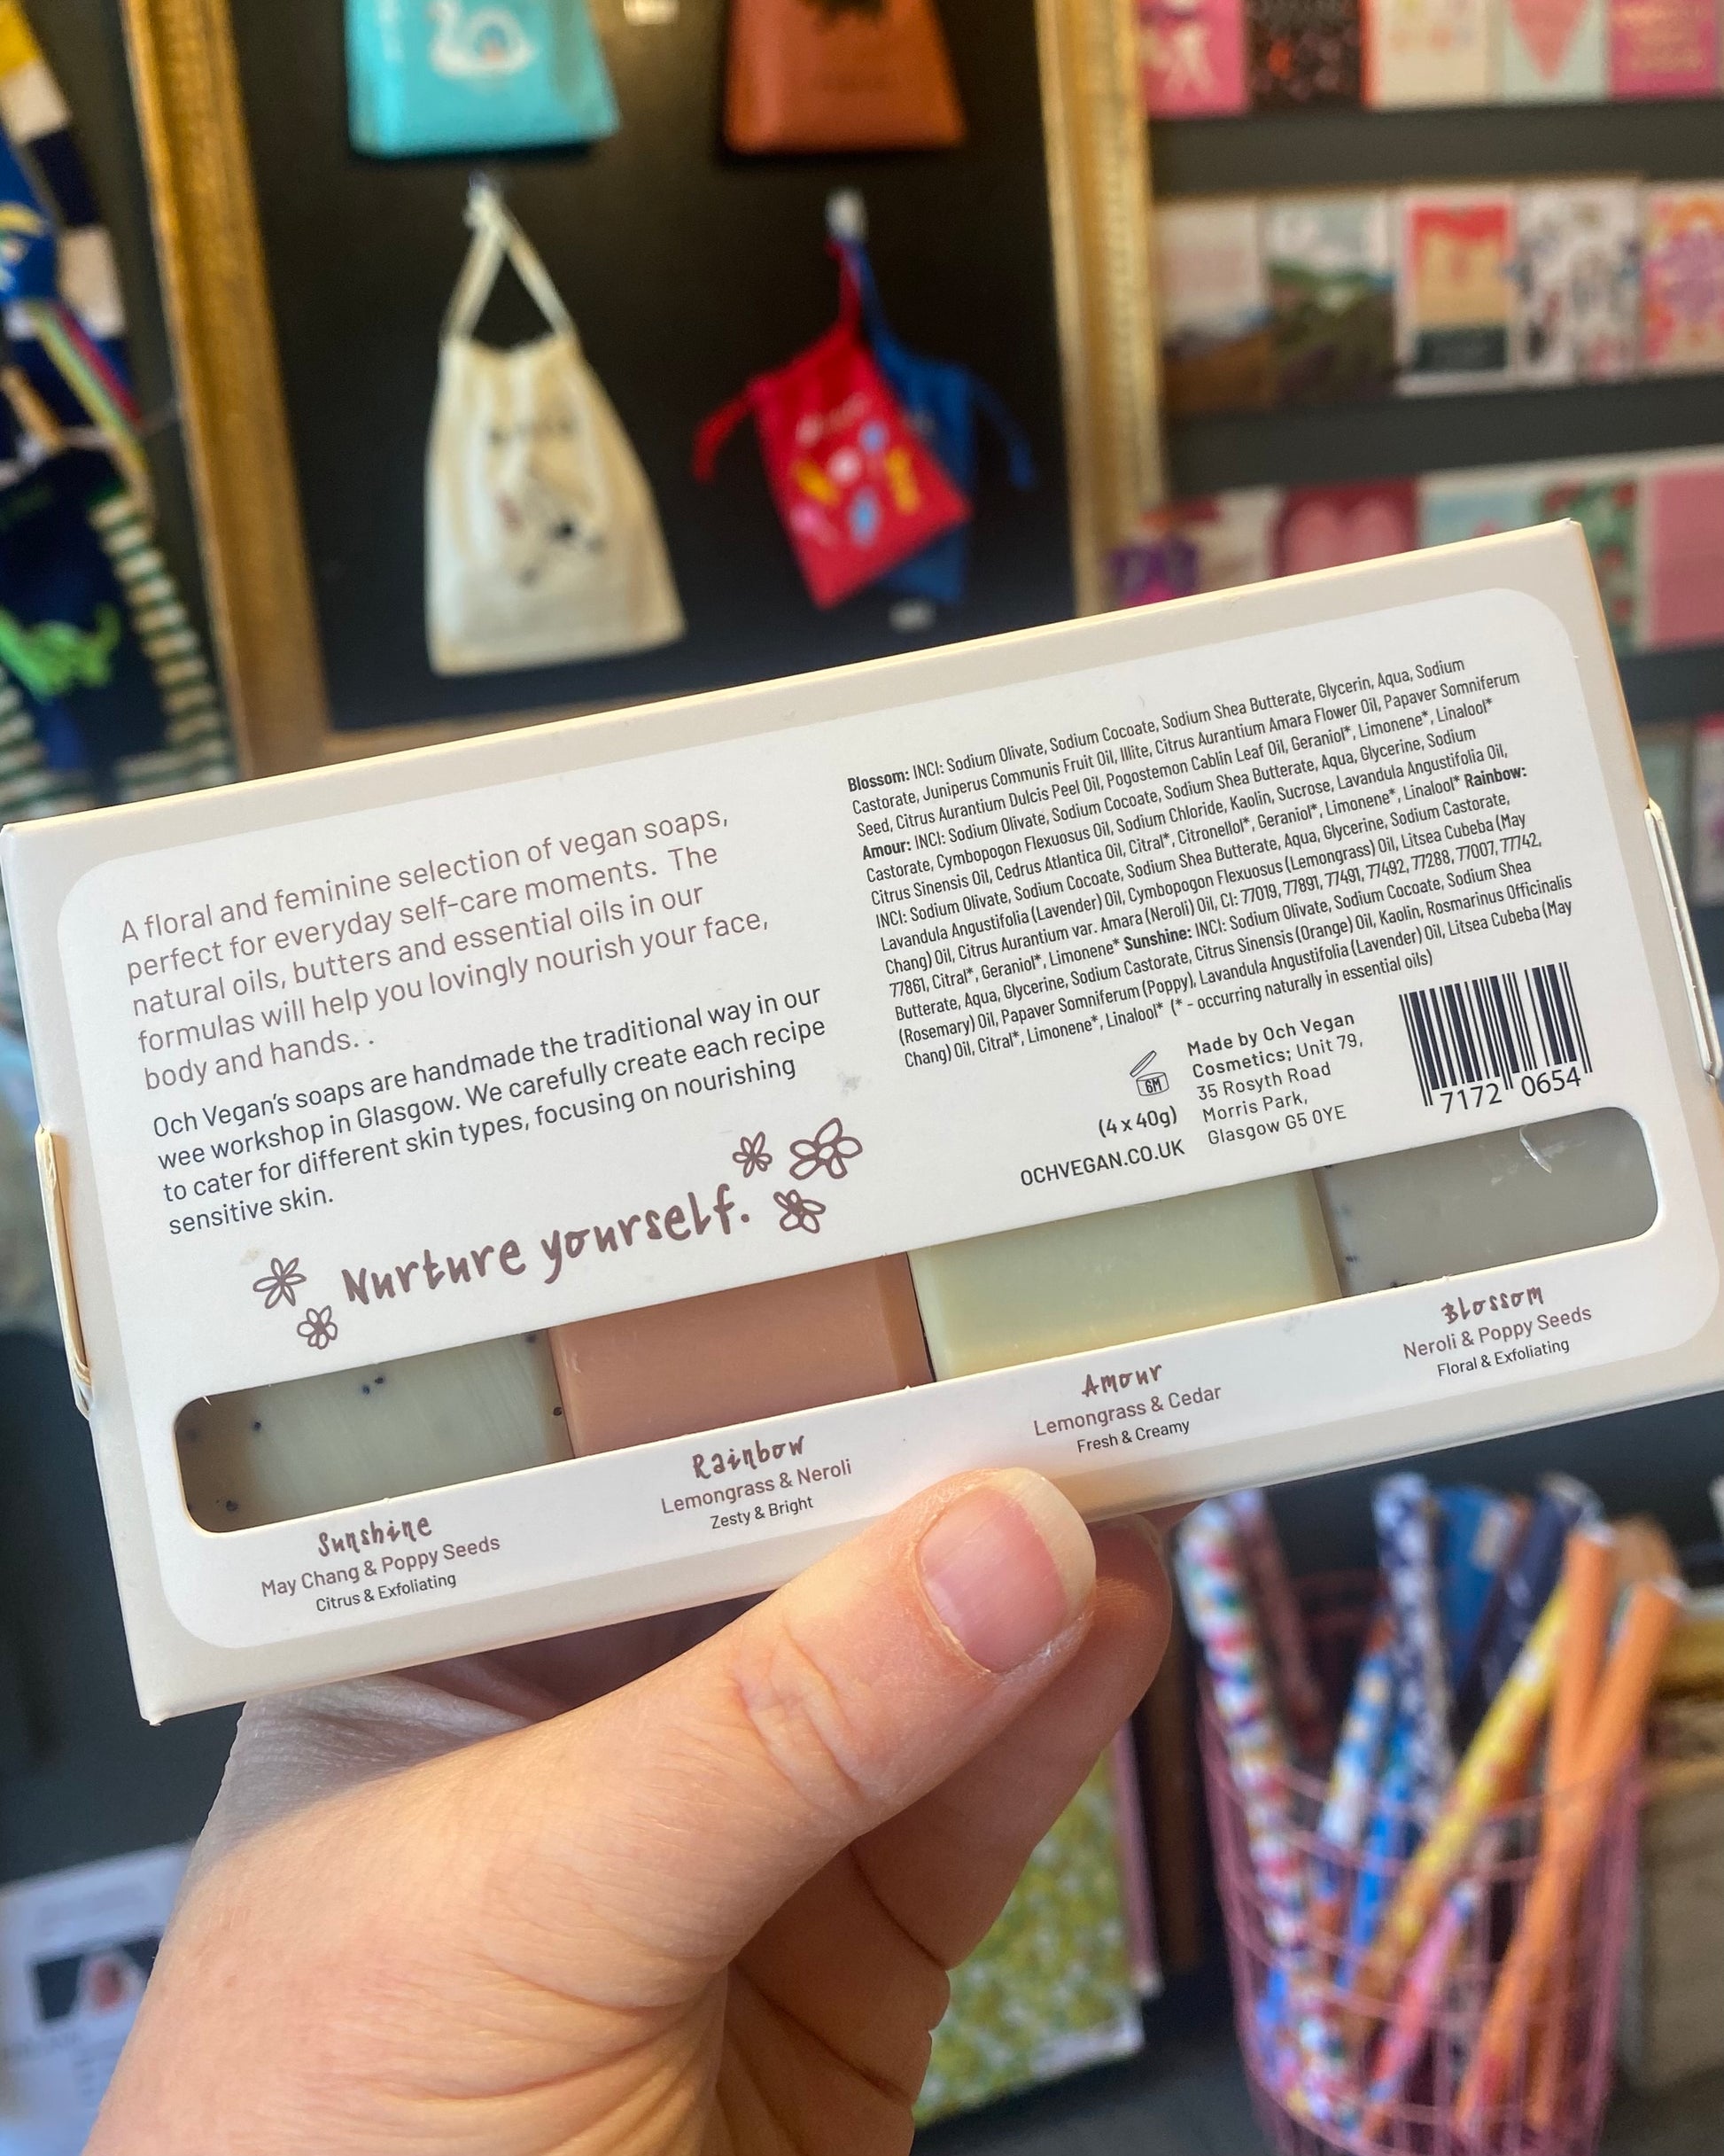 A floral and feminine selection of vegan soaps,
perfect for everyday self-care moments. The
natural oils, butters and essential oils in our
formulas will help you lovingly nourish your face,
body and hands. .
Och Vegan's soaps are handmade the traditional way in our
wee workshop in Glasgow. We carefully create each recipe
to cater for different skin types, focusing on nourishing
sensitive skin.
Nurture yourself.
Blossom: INCI: Sodium Olivate, Sodium Cocoate, Sodium Shea Butterate, Glycerin, Aqua, Sodium
Castorate, Juniperus Communis Fruit Oil, Illite, Citrus Aurantium Amara Flower Oil, Papaver Somniferum
Seed, Citrus Aurantium Dulcis Peel Oil, Pogostemon Cablin Leaf Oil, Geraniol*, Limonene*, Linalool*
Amour: INCI: Sodium Olivate, Sodium Cocoate, Sodium Shea Butterate, Aqua, Glycerine, Sodium
Castorate, Cymbopogon Flexuosus Oil, Sodium Chloride, Kaolin, Sucrose, Lavandula Angustifolia Oil,
Citrus Sinensis Oil, Cedrus Atlantica Oil, Citral*, Citronellol*, Geraniol*, Limonene*, Linalool* Rainbow:
INCI: Sodium Olivate, Sodium Cocoate, Sodium Shea Butterate, Aqua, Glycerine, Sodium Castorate,
Lavandula Angustifolia (Lavender) Oil, Cymbopogon Flexuosus (Lemongrass) Oil, Litsea Cubeba (May
Chang) Oil, Citrus Aurantium var. Amara (Neroli) Oil, CI: 77019, 77891, 77491, 77492, 77288, 77007, 77742,
77861, Citral*, Geraniol*, Limonene* Sunshine: INCI: Sodium Olivate, Sodium Cocoate, Sodium Shea
Butterate, Aqua, Glycerine, Sodium Castorate, Citrus Sinensis (Orange) Oil, Kaolin, Rosmarinus Officinalis
(Rosemary) Oil, Papaver Somniferum (Poppy), Lavandula Angustifolia (Lavender) Oil, Litsea Cubeba (May
Chang) Oil, Citral*, Limonene*, Linalool* (* - occurring naturally in essential oils)
6M
(4 x 40g)
OCHVEGAN.CO.UK
Made by Och Vegan
Cosmetics; Unit 79,
35 Rosyth Road
Morris Park,
Glasgow G5 0YE
7172 0654
Sunshine
May Chang & Poppy Seeds
Citrus & Exfoliating
Rainbow
Lemongrass & Neroli
Zesty & Bright
Amour
Lemongrass & Cedar
Fresh & Creamy
Blossom
Neroli & Poppy Seeds
Floral & Exfoliating